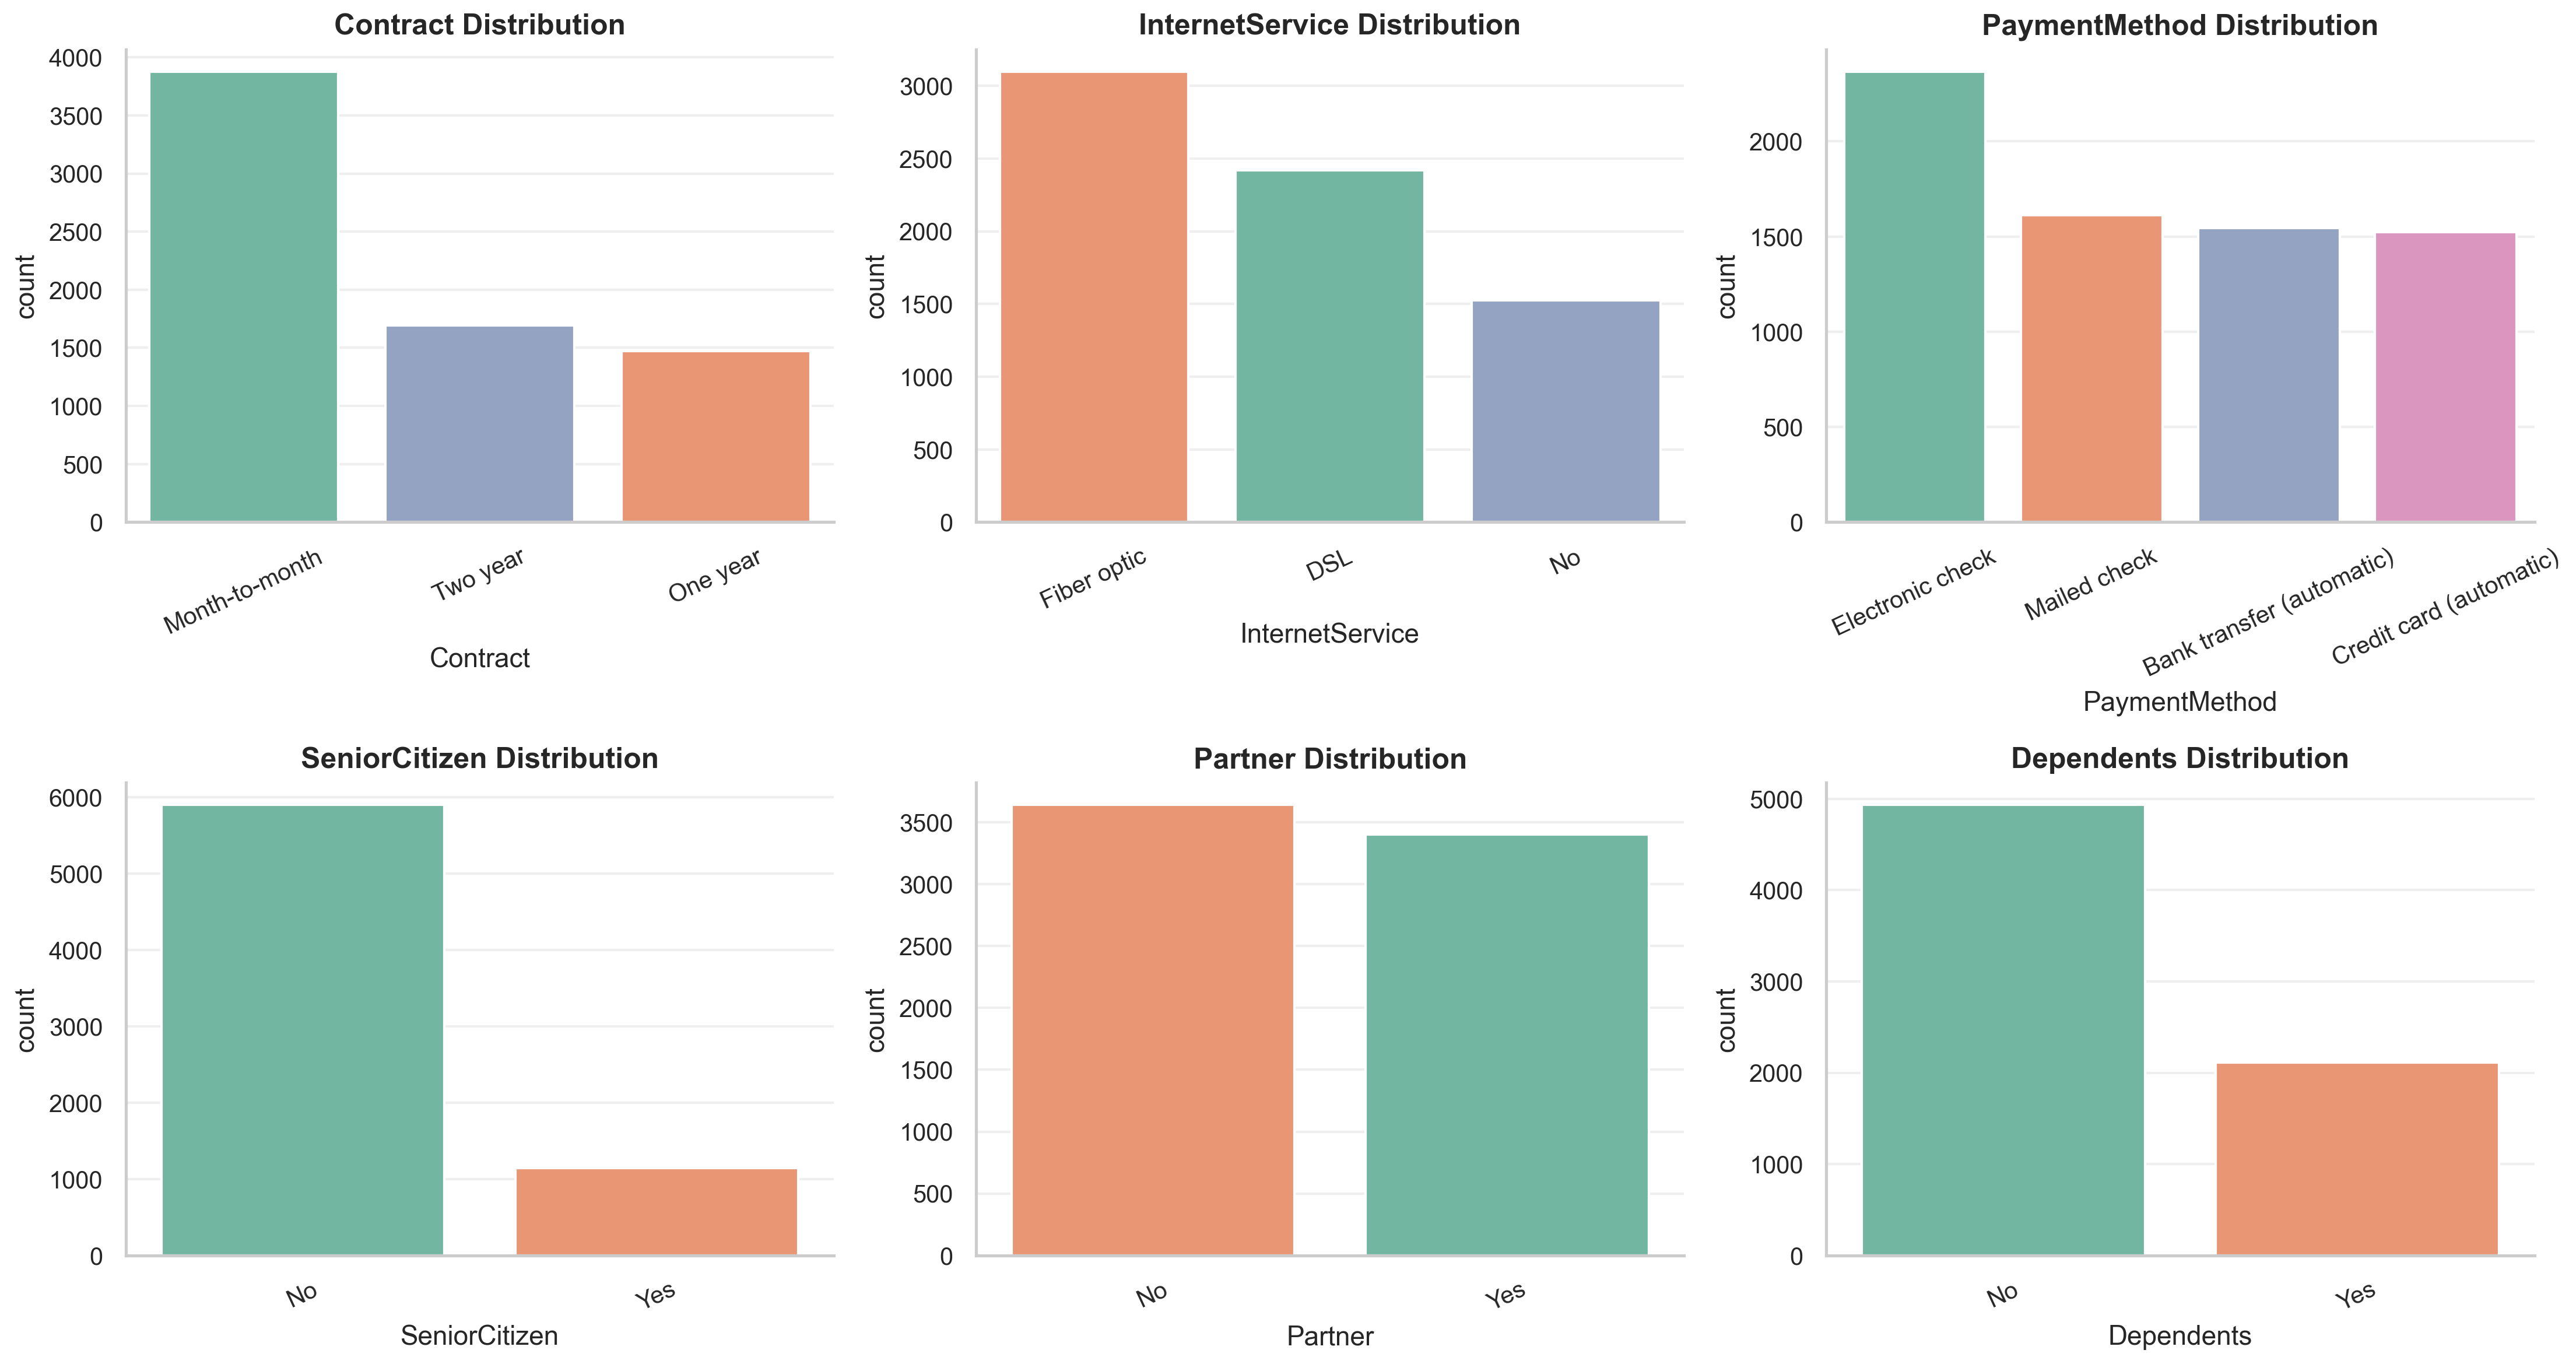 Contract Distribution
4000
3500
3000
2500
2000
1500
1000
500
0
count
Month-to-month
Two year
One year
Contract
InternetService Distribution
3000
2500
2000
1500
1000
500
0
count
Fiber optic
DSL
No
InternetService
PaymentMethod Distribution
2000
1500
1000
500
0
count
Electronic check
Mailed check
Bank transfer (automatic)
Credit card (automatic)
PaymentMethod
SeniorCitizen Distribution
6000
5000
4000
3000
2000
1000
0
count
No
Yes
SeniorCitizen
Partner Distribution
3500
3000
2500
2000
1500
1000
500
0
count
No
Yes
Partner
Dependents Distribution
5000
4000
3000
2000
1000
0
count
No
Yes
Dependents